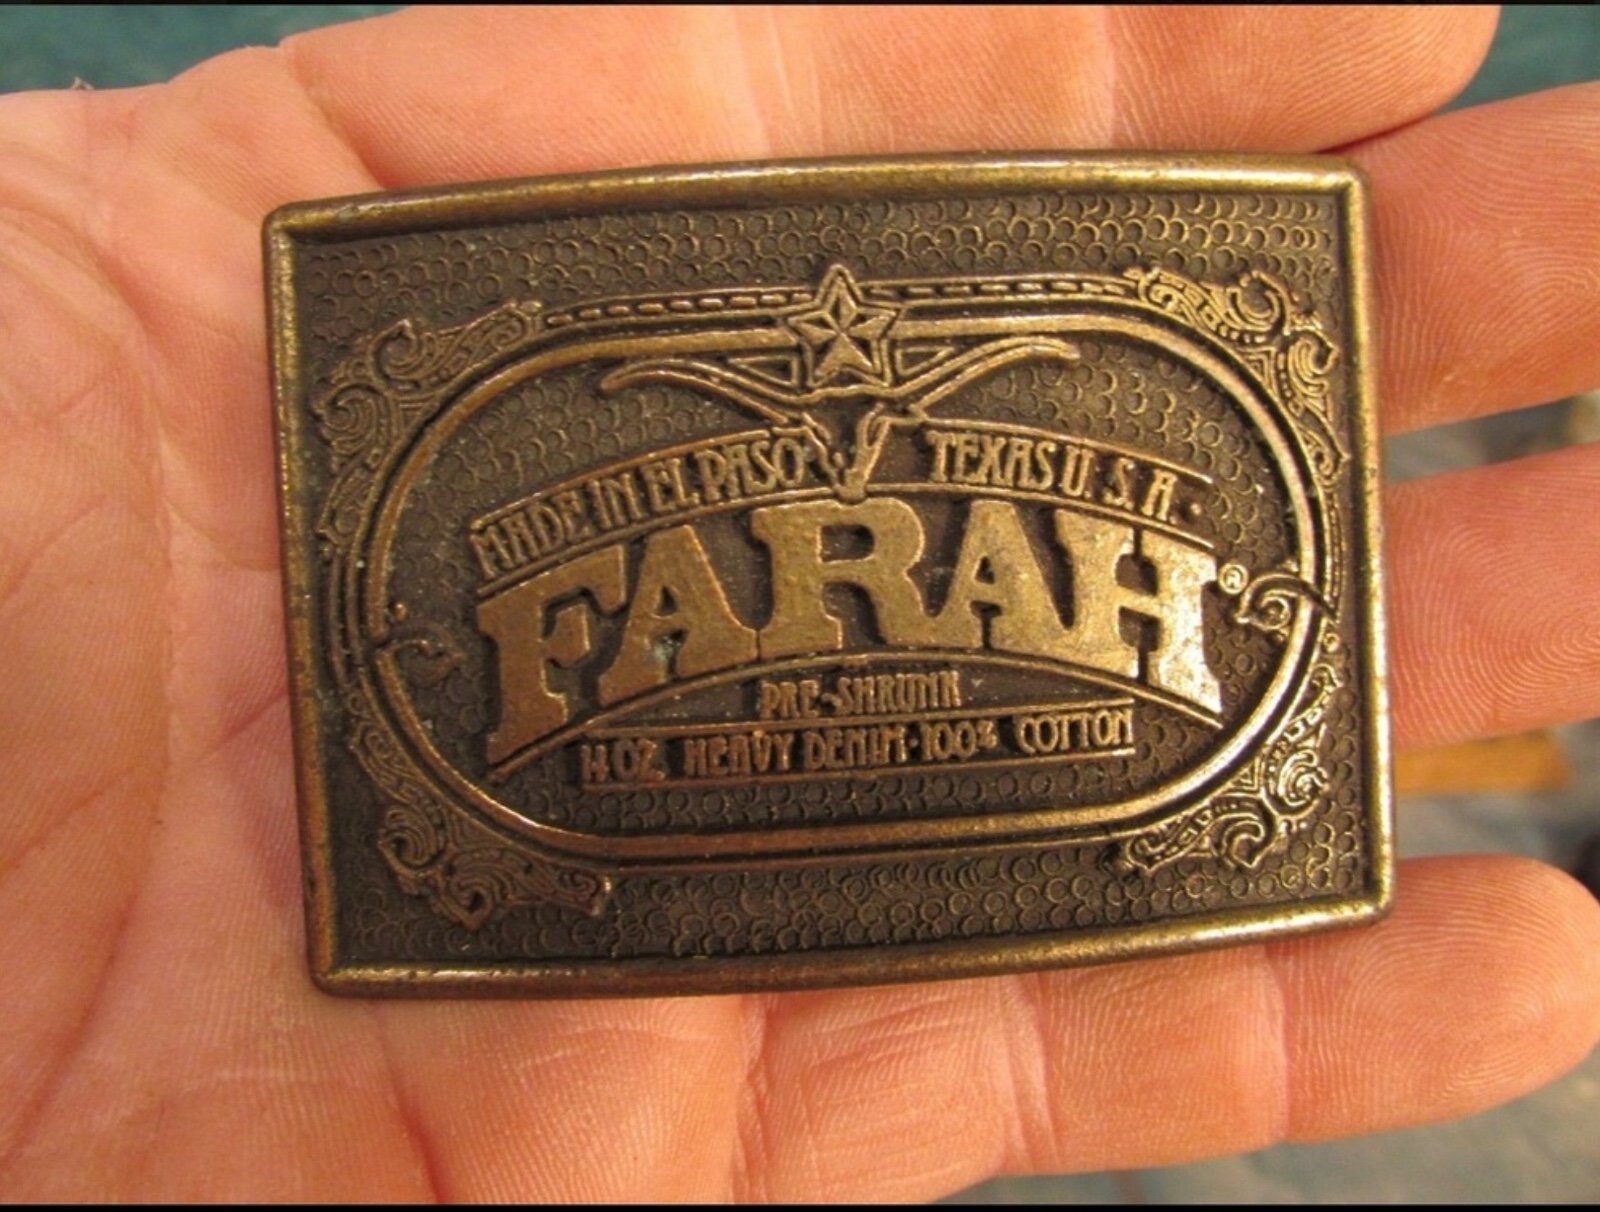 MADE IN EL PASO TEXAS U.S.A.
FARAH®
PRE-SHRUNK
14 OZ. HEAVY DENIM·100% COTTON